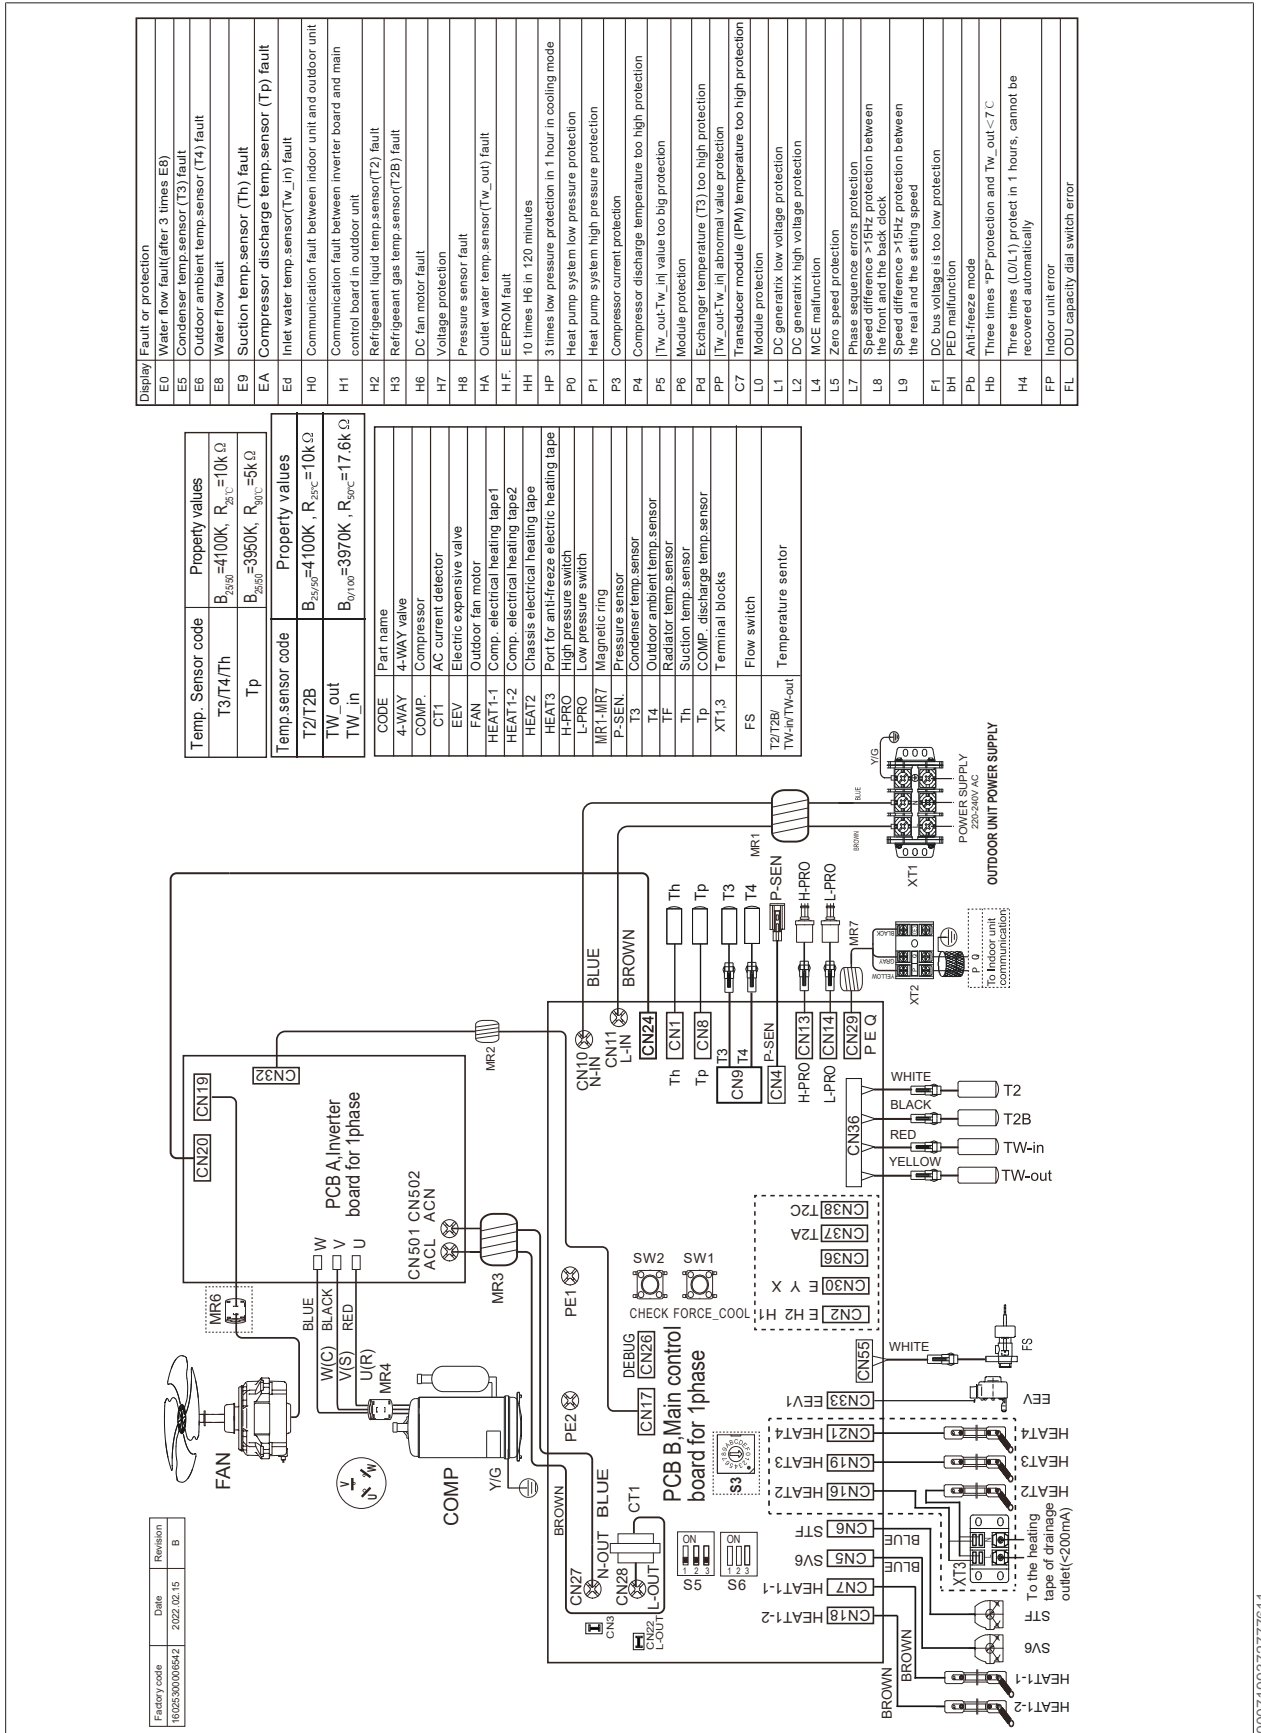 Display Fault or protection
E0 Water flow fault(after 3 times E8)
E5 Condenser temp.sensor (T3) fault
E6 Outdoor ambient temp.sensor (T4) fault
E8 Water flow fault
E9 Suction temp.sensor (Th) fault
EA Compressor discharge temp.sensor (Tp) fault
Ed Inlet water temp.sensor(Tw_in) fault
H0 Communication fault between indoor unit and outdoor unit
H1 Communication fault between inverter board and main
control board in outdoor unit
H2 Refrigeeant liquid temp.sensor(T2) fault
H3 Refrigeeant gas temp.sensor(T2B) fault
H6 DC fan motor fault
H7 Voltage protection
H8 Pressure sensor fault
HA Outlet water temp.sensor(Tw_out) fault
H.F. EEPROM fault
HH 10 times H6 in 120 minutes
HP 3 times low pressure protection in 1 hour in cooling mode
P0 Heat pump system low pressure protection
P1 Heat pump system high pressure protection
P3 Compressor current protection
P4 Compressor discharge temperature too high protection
P5 |Tw_out-Tw_in| value too big protection
P6 Module protection
Pd Exchanger temperature (T3) too high protection
PP |Tw_out-Tw_in| abnormal value protection
C7 Transducer module (IPM) temperature too high protection
L0 Module protection
L1 DC generatrix low voltage protection
L2 DC generatrix high voltage protection
L4 MCE malfunction
L5 Zero speed protection
L7 Phase sequence errors protection
L8 Speed difference >15Hz protection between
the front and the back clock
L9 Speed difference >15Hz protection between
the real and the setting speed
F1 DC bus voltage is too low protection
bH PED malfunction
Pb Anti-freeze mode
Hb Three times "PP"protection and Tw_out<7℃
H4 Three times (L0/L1) protect in 1 hours, cannot be
recovered automatically
FP Indoor unit error
FL ODU capacity dial switch error
Temp. Sensor code Property values
T3/T4/Th B25/50=4100K, R25℃=10kΩ
Tp B25/50=3950K, R90℃=5kΩ
Temp.sensor code Property values
T2/T2B B25/50=4100K , R25℃=10kΩ
TW_out
TW_in B0/100=3970K , R50℃=17.6kΩ
CODE Part name
4-WAY 4-WAY valve
COMP. Compressor
CT1 AC current detector
EEV Electric expensive valve
FAN Outdoor fan motor
HEAT1-1 Comp. electrical heating tape1
HEAT1-2 Comp. electrical heating tape2
HEAT2 Chassis electrical heating tape
HEAT3 Port for anti-freeze electric heating tape
H-PRO High pressure switch
L-PRO Low pressure switch
MR1-MR7 Magnetic ring
P-SEN. Pressure sensor
T3 Condenser temp.sensor
T4 Outdoor ambient temp.sensor
TF Radiator temp.sensor
Th Suction temp.sensor
Tp COMP. discharge temp.sensor
XT1,3 Terminal blocks
FS Flow switch
T2/T2B/
TW-in/TW-out Temperature sentor
Factory code Date Revision
16025300006542 2022.02.15 B
FAN
MR6
CN19
CN20
CN32
PCB A,Inverter
board for 1phase
W
V
U
BLUE
BLACK
RED
W(C)
V(S)
U(R)
MR4
V
U
W
COMP
Y/G
CN501 CN502
ACL ACN
MR3
MR2
PE1
PE2
BROWN
BLUE
CN27
N-OUT
CN28
L-OUT
CT1
CN3
CN22
L-OUT
CN17
DEBUG
CN26
PCB B,Main control
board for 1phase
S3
ON
1 2 3
S5
ON
1 2 3
S6
SW2
SW1
CHECK FORCE_COOL
CN10
N-IN
CN11
L-IN
BLUE
BROWN
MR1
BLUE
BROWN
Y/G
XT1
POWER SUPPLY
220-240V AC
OUTDOOR UNIT POWER SUPPLY
CN24
Th CN1 Th
Tp CN8 Tp
T3
T4
CN9
T3
T4
CN4 P-SEN
P-SEN
H-PRO CN13 H-PRO
L-PRO CN14 L-PRO
CN29
P E Q
MR7
YELLOW
GRAY
BLACK
XT2
P Q
To Indoor unit
communication
CN36
WHITE T2
BLACK T2B
RED TW-in
YELLOW TW-out
CN38 T2C
CN37 T2A
CN36
CN30 E Y X
CN2 E H2 H1
CN55 WHITE
FS
CN33 EEV1
EEV
CN21 HEAT4
HEAT4
CN19 HEAT3
HEAT3
CN16 HEAT2
HEAT2
CN6 STF
BLUE
CN5 SV6
BLUE
CN7 HEAT1-1
CN18 HEAT1-2
BROWN
BROWN
XT3
To the heating
tape of drainage
outlet(<200mA)
STF
SV6
HEAT1-1
HEAT1-2